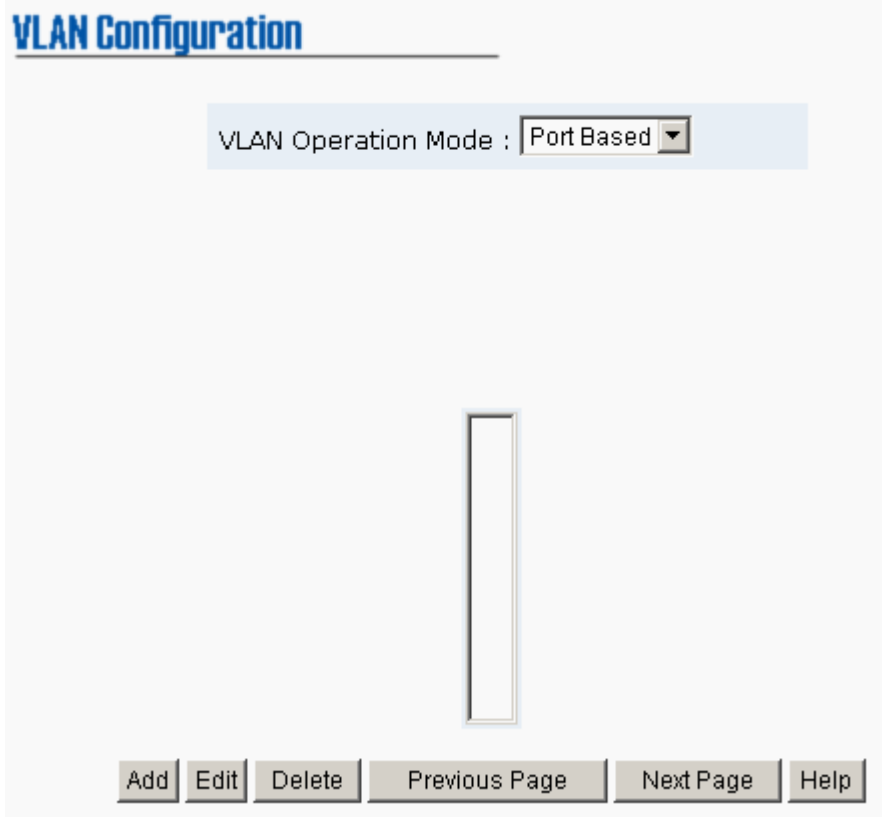 VLAN Configuration
VLAN Operation Mode : Port Based
Add Edit Delete Previous Page Next Page Help